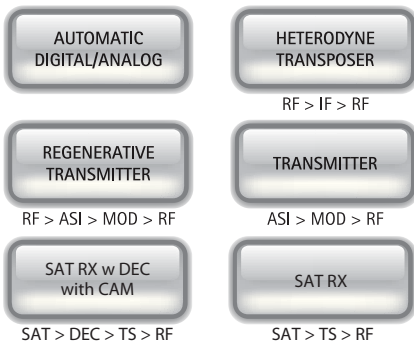 AUTOMATIC
DIGITAL/ANALOG
HETERODYNE
TRANSPOSER
RF > IF > RF
REGENERATIVE
TRANSMITTER
RF > ASI > MOD > RF
TRANSMITTER
ASI > MOD > RF
SAT RX w DEC
with CAM
SAT > DEC > TS > RF
SAT RX
SAT > TS > RF